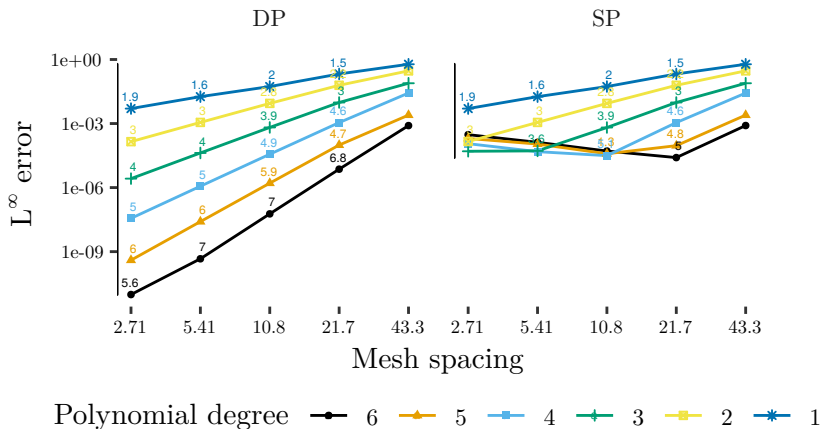 DP SP
1e+00
1e-03
1e-06
1e-09
L∞ error
1.9 1.6 2 1.5
3 3
4 4 3.9 3
5 5 4.9 4.6
6 6 5.9 4.7
5.6 7 7 6.8
1.9 1.6 2 1.5
3 3.9 3
3.6 4.6
4.8
5
2.71 5.41 10.8 21.7 43.3 2.71 5.41 10.8 21.7 43.3
Mesh spacing
Polynomial degree 6 5 4 3 2 1